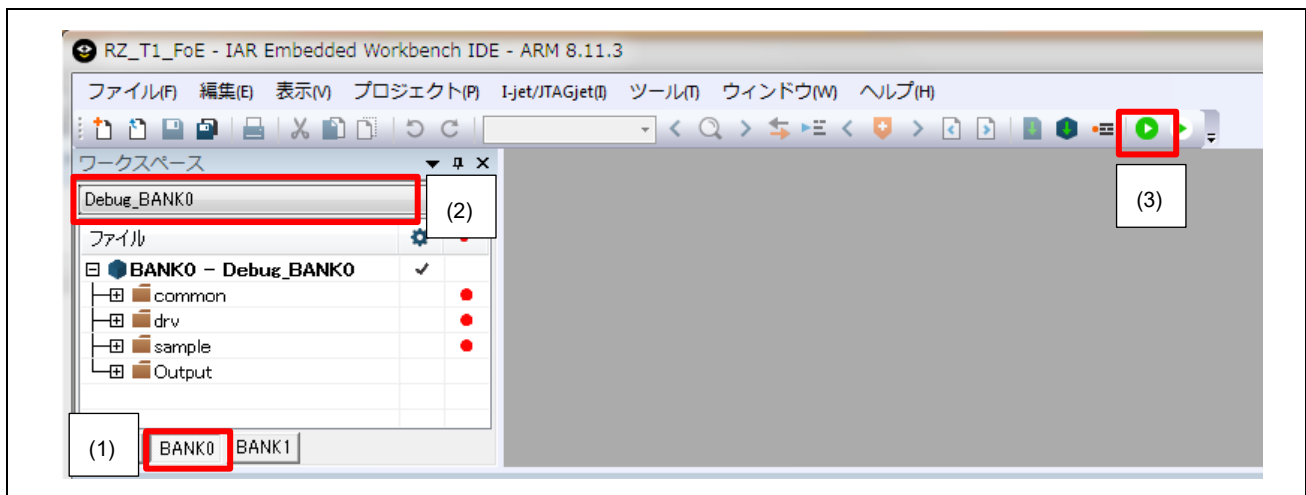 RZ_T1_FoE - IAR Embedded Workbench IDE - ARM 8.11.3
ファイル(F) 編集(E) 表示(V) プロジェクト(P) I-jet/JTAGjet(I) ツール(T) ウィンドウ(W) ヘルプ(H)
ワークスペース
(3)
Debug_BANK0
(2)
ファイル
BANK0 - Debug_BANK0
common
drv
sample
Output
(1)
BANK0
BANK1